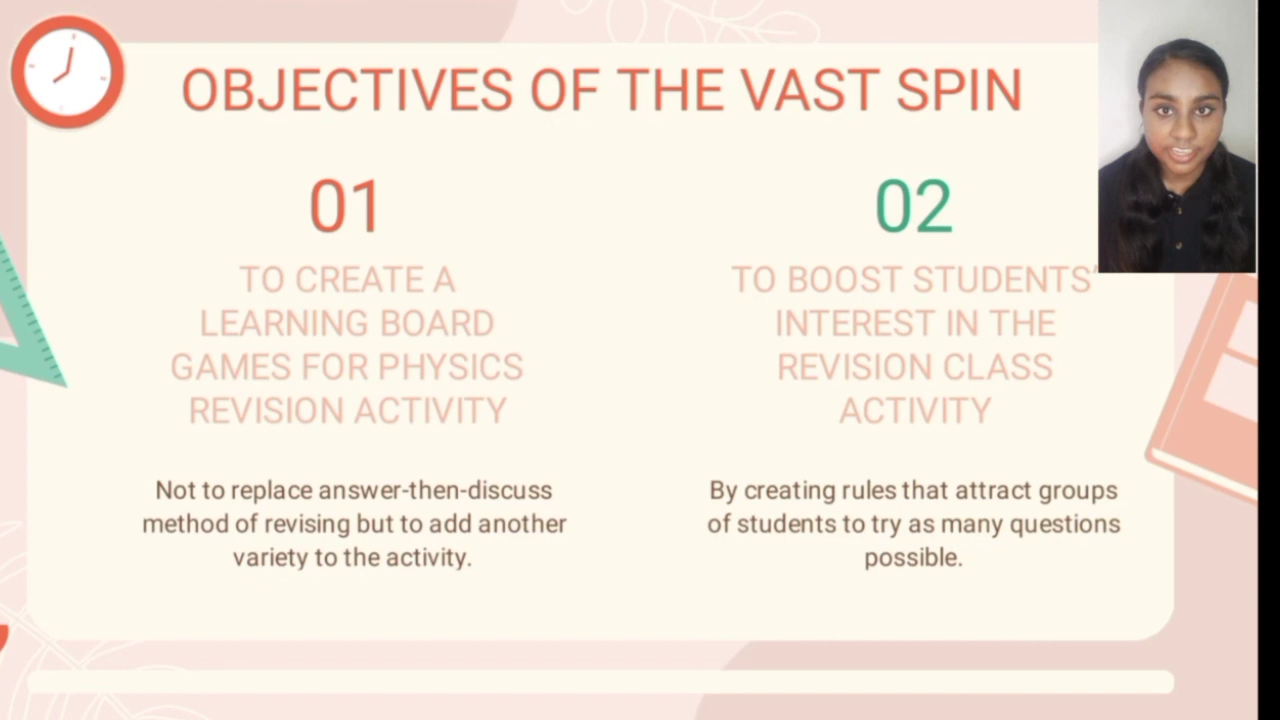 OBJECTIVES OF THE VAST SPIN
01
TO CREATE A
LEARNING BOARD
GAMES FOR PHYSICS
REVISION ACTIVITY
Not to replace answer-then-discuss
method of revising but to add another
variety to the activity.
02
TO BOOST STUDENTS'
INTEREST IN THE
REVISION CLASS
ACTIVITY
By creating rules that attract groups
of students to try as many questions
possible.